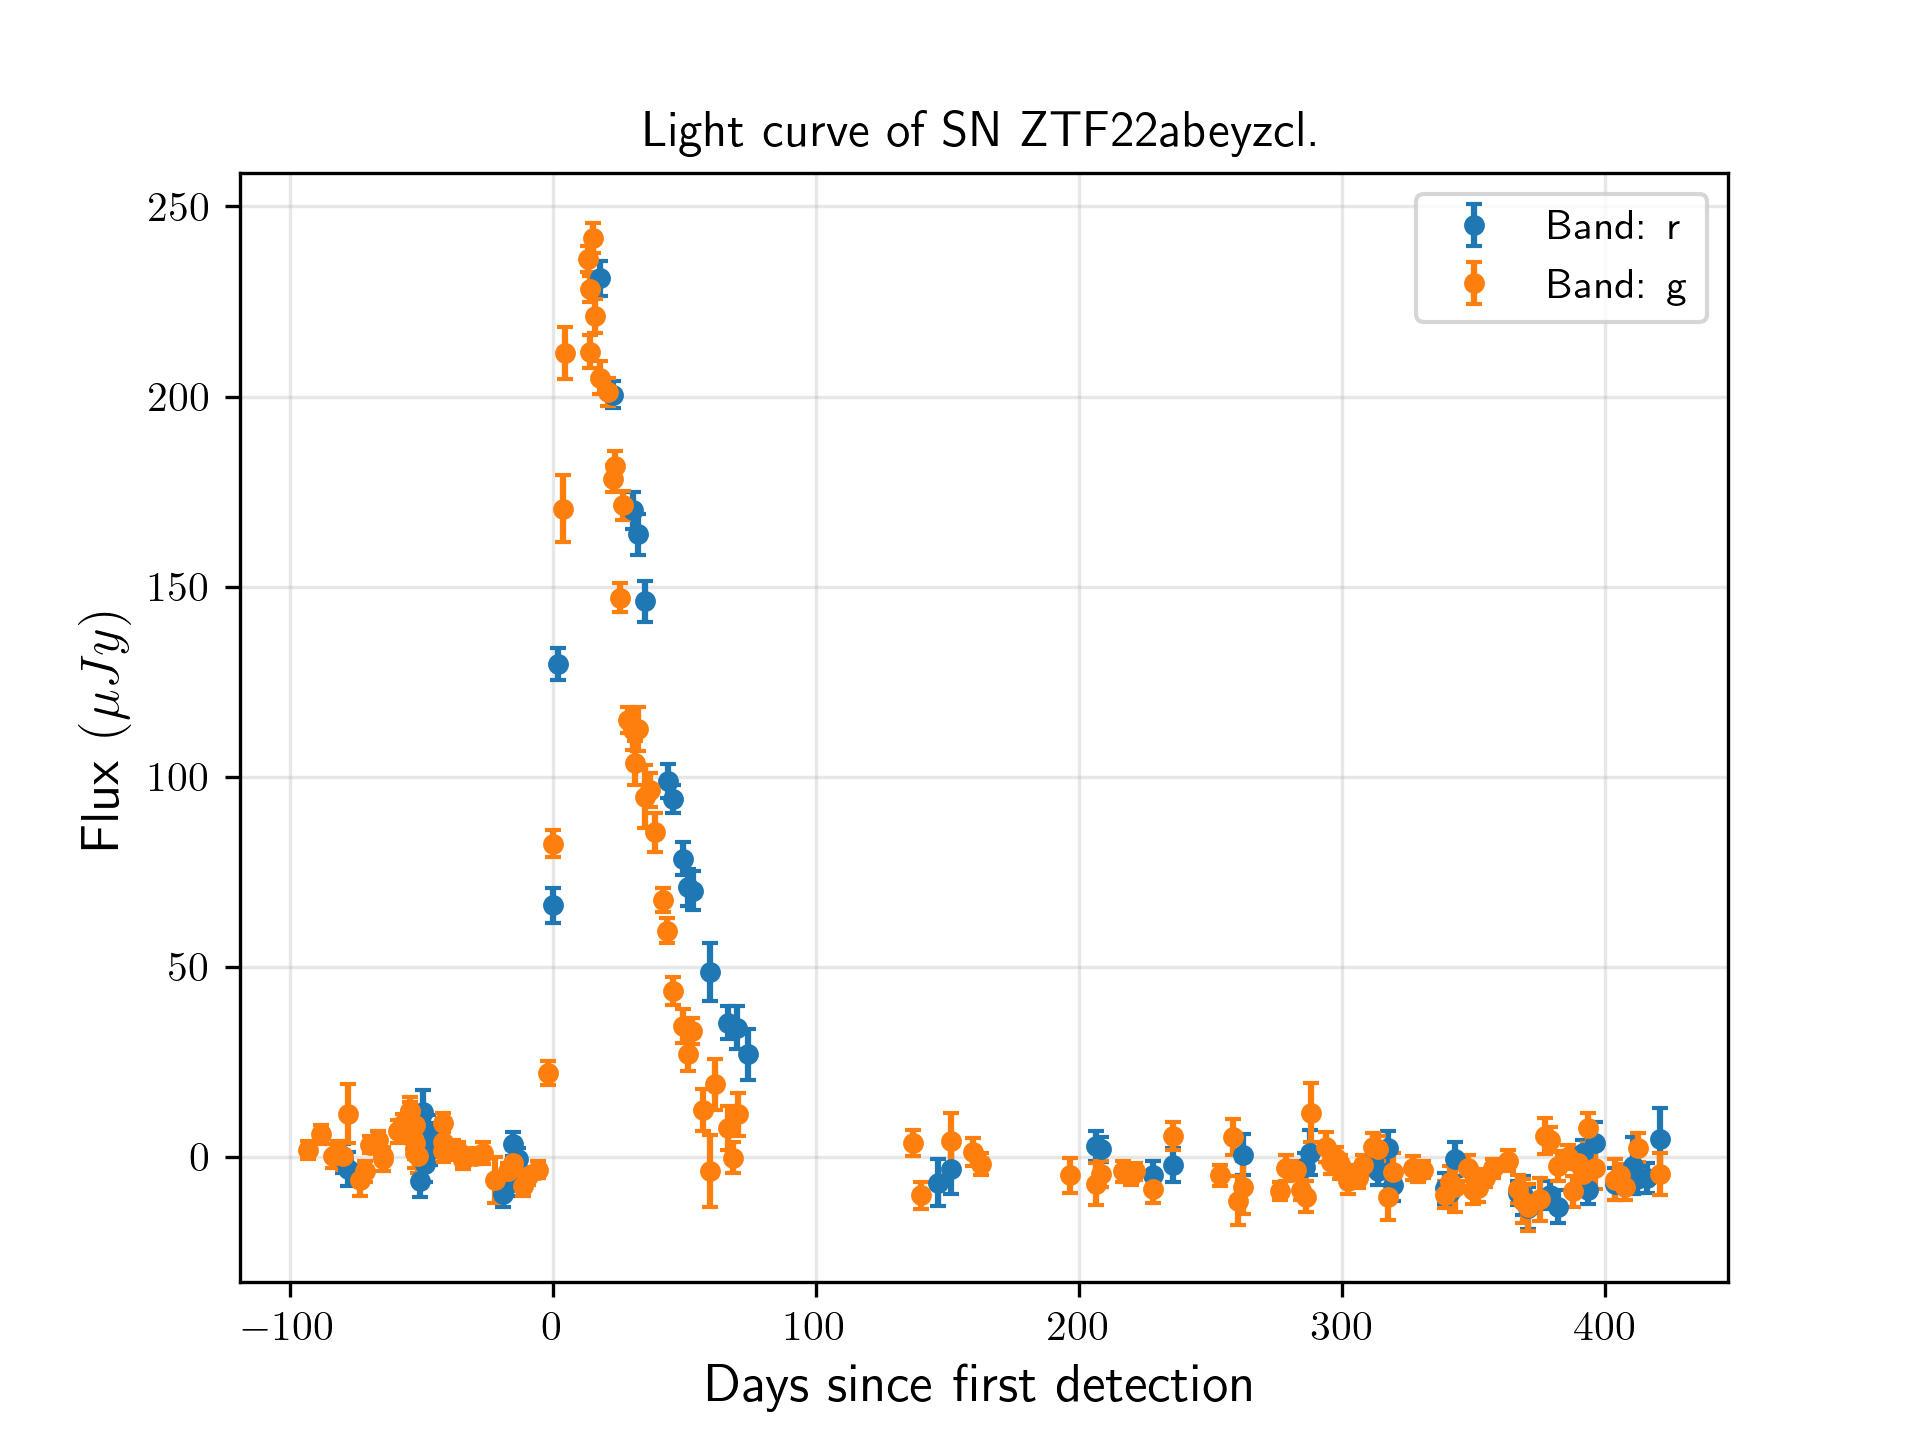 Light curve of SN ZTF22abeyzcl.
Band: r
Band: g
250
200
150
100
50
0
Flux (μJy)
−100
0
100
200
300
400
Days since first detection